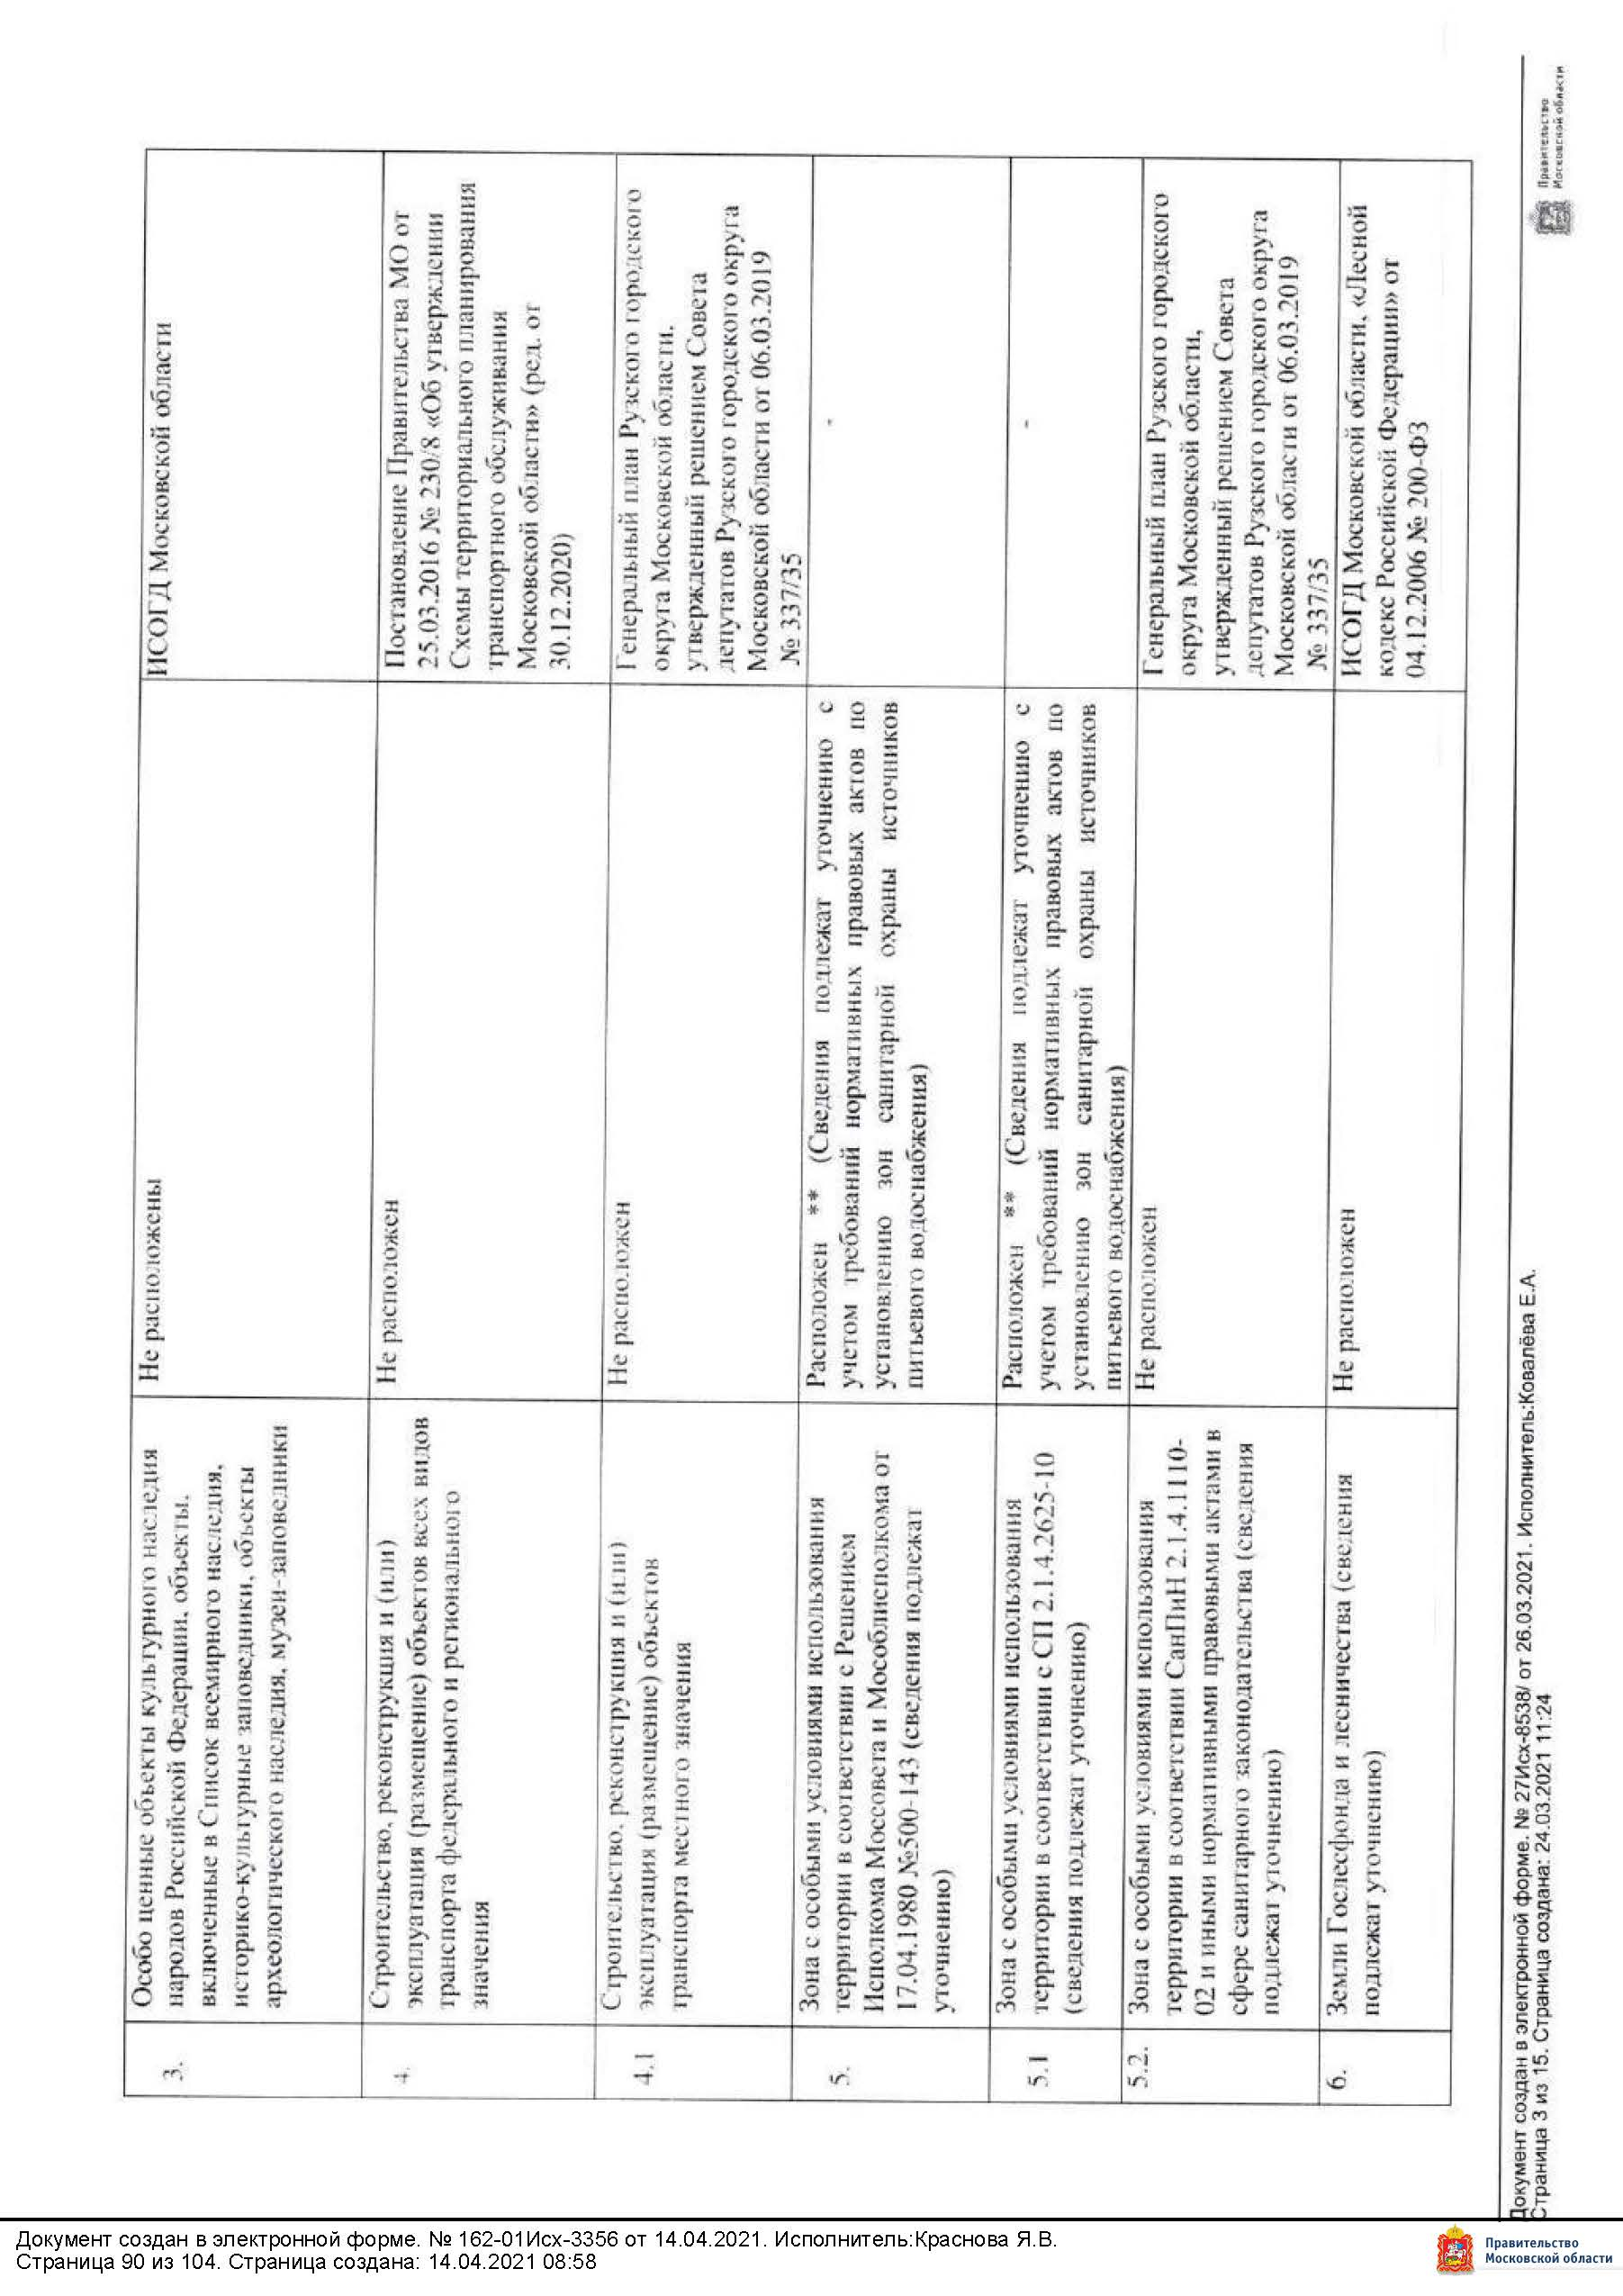 3.
Особо ценные объекты культурного наследия
народов Российской Федерации, объекты,
включенные в Список всемирного наследия,
историко-культурные заповедники, объекты
археологического наследия, музеи-заповедники
Не расположены
ИСОГД Московской области
4.
Строительство, реконструкция и (или)
эксплуатация (размещение) объектов всех видов
транспорта федерального и регионального
значения
Не расположен
Постановление Правительства МО от
25.03.2016 № 230/8 «Об утверждении
Схемы территориального планирования
транспортного обслуживания
Московской области» (ред. от
30.12.2020)
4.1
Строительство, реконструкция и (или)
эксплуатация (размещение) объектов
транспорта местного значения
Не расположен
Генеральный план Рузского городского
округа Московской области,
утвержденный решением Совета
депутатов Рузского городского округа
Московской области от 06.03.2019
№ 337/35
5.
Зона с особыми условиями использования
территории в соответствии с Решением
Исполкома Моссовета и Мособлисполкома от
17.04.1980 №500-143 (сведения подлежат
уточнению)
Расположен ** (Сведения подлежат уточнению с
учетом требований нормативных правовых актов по
установлению зон санитарной охраны источников
питьевого водоснабжения)
-
5.1
Зона с особыми условиями использования
территории в соответствии с СП 2.1.4.2625-10
(сведения подлежат уточнению)
Расположен ** (Сведения подлежат уточнению с
учетом требований нормативных правовых актов по
установлению зон санитарной охраны источников
питьевого водоснабжения)
-
5.2.
Зона с особыми условиями использования
территории в соответствии СанПиН 2.1.4.1110-
02 и иными нормативными правовыми актами в
сфере санитарного законодательства (сведения
подлежат уточнению)
Не расположен
Генеральный план Рузского городского
округа Московской области,
утвержденный решением Совета
депутатов Рузского городского округа
Московской области от 06.03.2019
№ 337/35
6.
Земли Гослесфонда и лесничества (сведения
подлежат уточнению)
Не расположен
ИСОГД Московской области, «Лесной
кодекс Российской Федерации» от
04.12.2006 № 200-ФЗ
Документ создан в электронной форме. № 27Исх-8538/ от 26.03.2021. Исполнитель:Ковалёва Е.А.
Страница 3 из 15. Страница создана: 24.03.2021 11:24
Правительство
Московской области
Документ создан в электронной форме. № 162-01Исх-3356 от 14.04.2021. Исполнитель:Краснова Я.В.
Страница 90 из 104. Страница создана: 14.04.2021 08:58
Правительство
Московской области